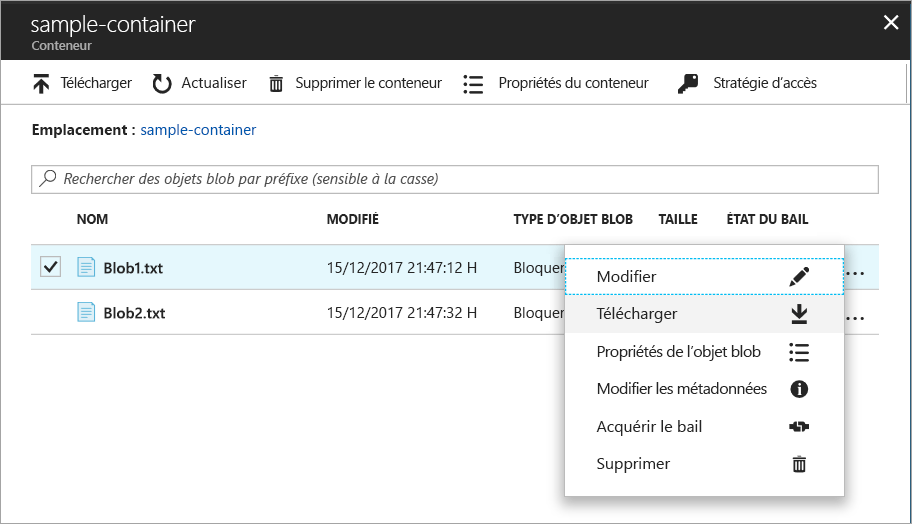 sample-container
Conteneur
Télécharger Actualiser Supprimer le conteneur Propriétés du conteneur Stratégie d'accès
Emplacement : sample-container
Rechercher des objets blob par préfixe (sensible à la casse)
NOM MODIFIÉ TYPE D'OBJET BLOB TAILLE ÉTAT DU BAIL
Blob1.txt 15/12/2017 21:47:12 H Bloquer ...
Blob2.txt 15/12/2017 21:47:32 H Bloquer ...
Modifier
Télécharger
Propriétés de l'objet blob
Modifier les métadonnées
Acquérir le bail
Supprimer